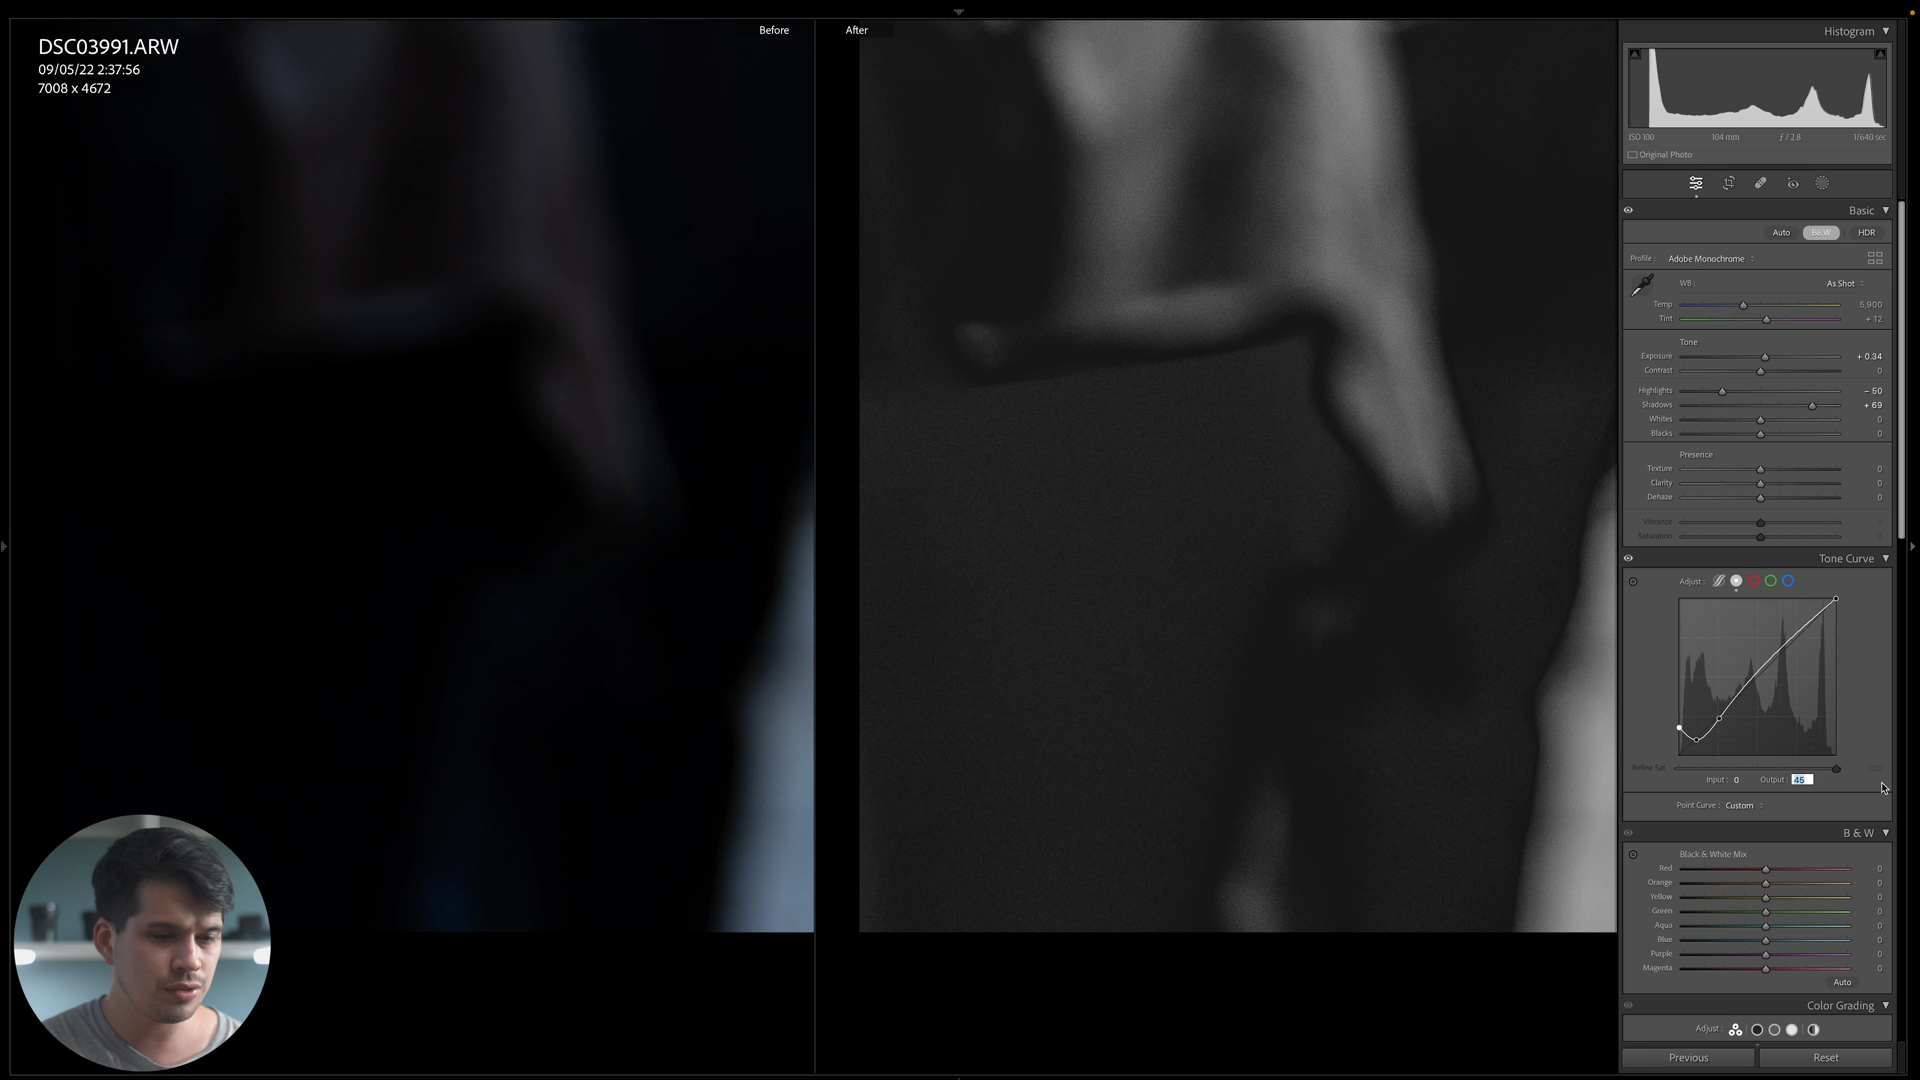 DSC03991.ARW
09/05/22 2:37:56
7008 x 4672
Before
After
Histogram
ISO 100 104 mm ƒ / 2.8 1/640 sec
Original Photo
Basic
Auto B&W HDR
Profile : Adobe Monochrome
WB : As Shot
Temp 5,900
Tint + 12
Tone
Exposure + 0.34
Contrast 0
Highlights – 50
Shadows + 69
Whites 0
Blacks 0
Presence
Texture 0
Clarity 0
Dehaze 0
Vibrance 0
Saturation 0
Tone Curve
Adjust :
Refine Sat. 100
Input : 0 Output : 45
Point Curve : Custom
B & W
Black & White Mix
Red 0
Orange 0
Yellow 0
Green 0
Aqua 0
Blue 0
Purple 0
Magenta 0
Auto
Color Grading
Adjust :
Previous Reset